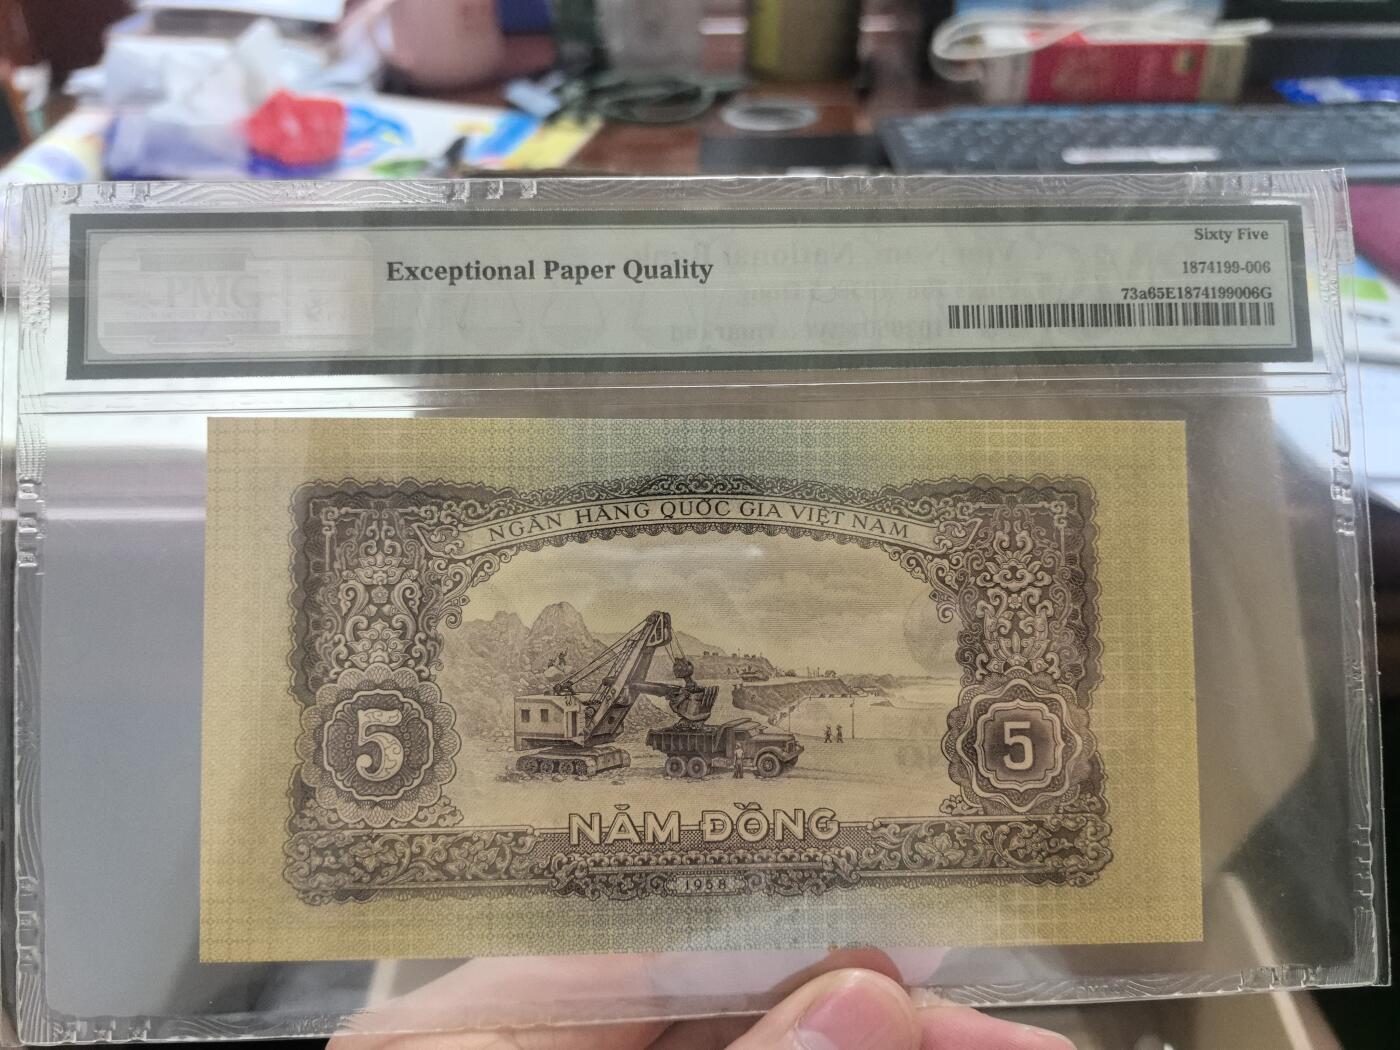 PMG
Exceptional Paper Quality
Sixty Five
1874199-006
73a65E1874199006G
NGÂN HÀNG QUỐC GIA VIỆT NAM
5
5
NĂM ĐỒNG
1958